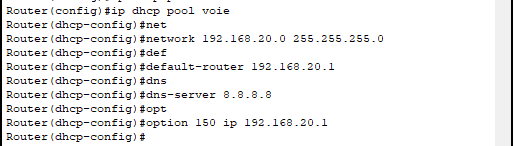 Router(config)#ip dhcp pool voie
Router(dhcp-config)#net
Router(dhcp-config)#network 192.168.20.0 255.255.255.0
Router(dhcp-config)#def
Router(dhcp-config)#default-router 192.168.20.1
Router(dhcp-config)#dns
Router(dhcp-config)#dns-server 8.8.8.8
Router(dhcp-config)#opt
Router(dhcp-config)#option 150 ip 192.168.20.1
Router(dhcp-config)#